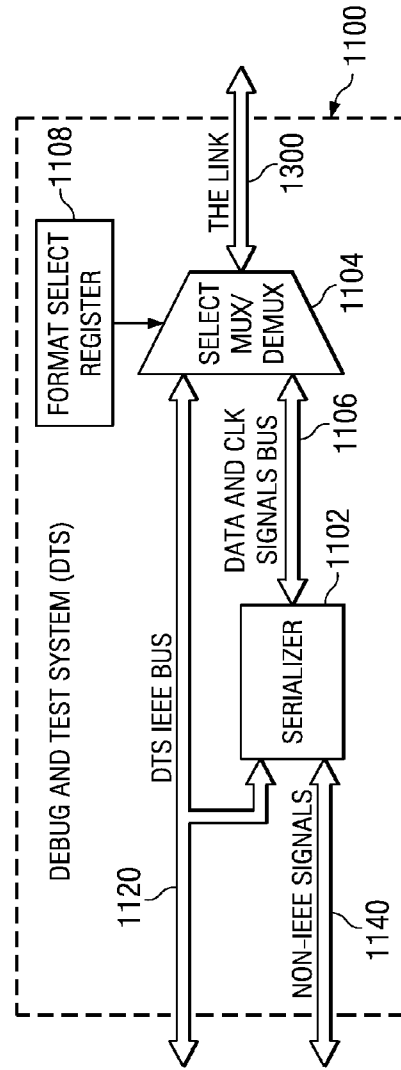 DEBUG AND TEST SYSTEM (DTS)
1108
FORMAT SELECT
REGISTER
1100
1120
DTS IEEE BUS
SELECT
MUX/
DEMUX
THE LINK
1300
1104
DATA AND CLK
SIGNALS BUS
1106
1102
SERIALIZER
NON-IEEE SIGNALS
1140